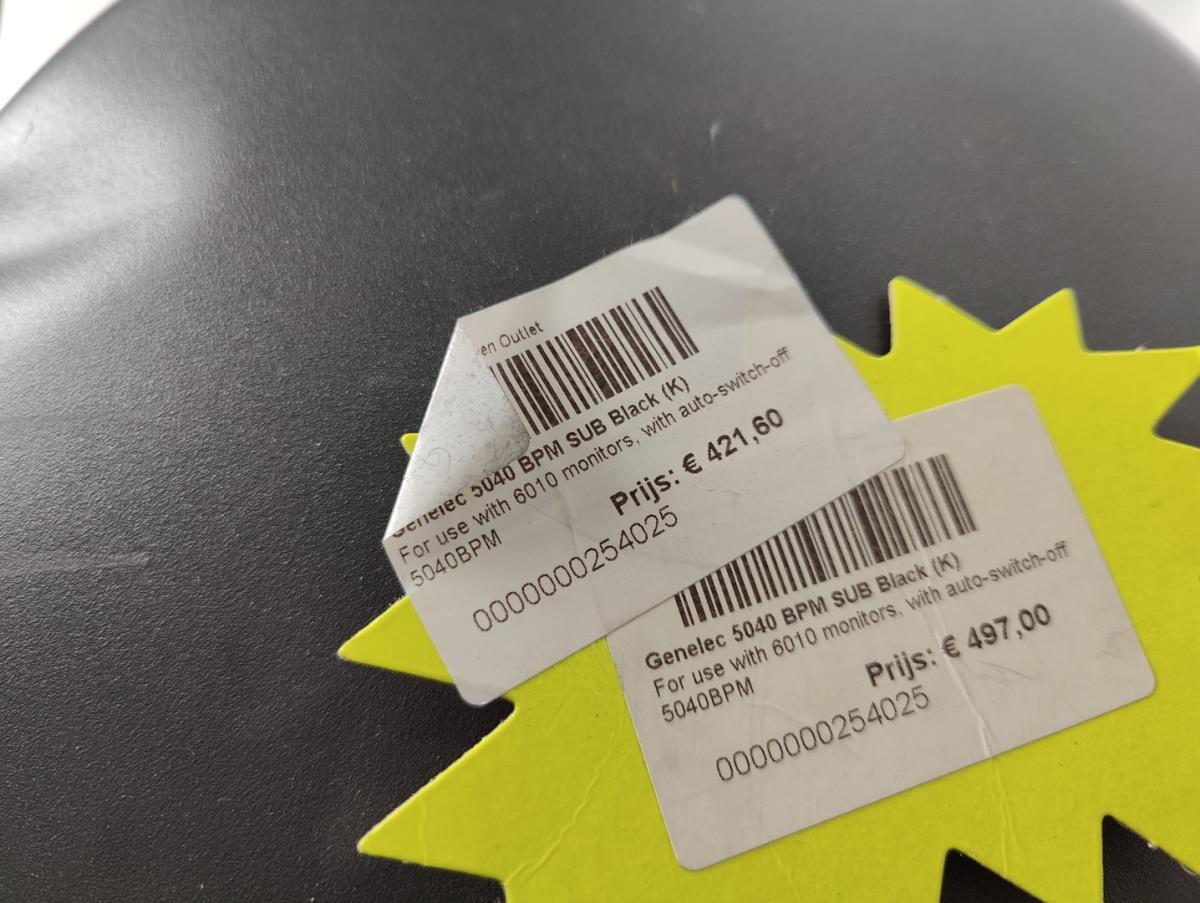 en Outlet
Genelec 5040 BPM SUB Black (K)
For use with 6010 monitors, with auto-switch-off
5040BPM
Prijs: € 421,60
0000000254025
Genelec 5040 BPM SUB Black (K)
For use with 6010 monitors, with auto-switch-off
5040BPM
Prijs: € 497,00
0000000254025